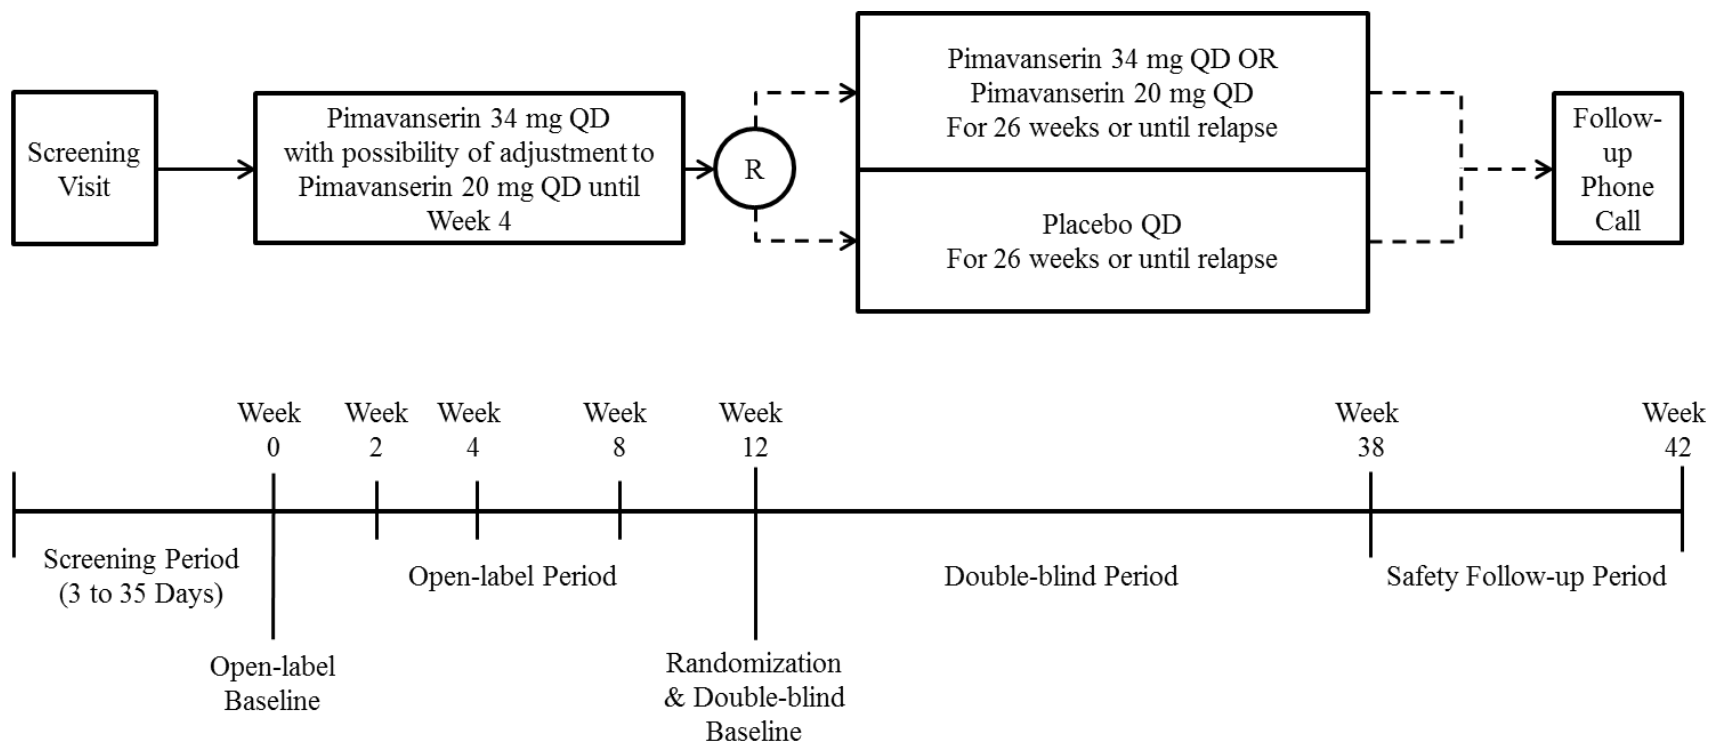 Screening
Visit
Pimavanserin 34 mg QD
with possibility of adjustment to
Pimavanserin 20 mg QD until
Week 4
R
Pimavanserin 34 mg QD OR
Pimavanserin 20 mg QD
For 26 weeks or until relapse
Placebo QD
For 26 weeks or until relapse
Follow-
up
Phone
Call
Week
0
Week
2
Week
4
Week
8
Week
12
Week
38
Week
42
Screening Period
(3 to 35 Days)
Open-label Period
Double-blind Period
Safety Follow-up Period
Open-label
Baseline
Randomization
& Double-blind
Baseline